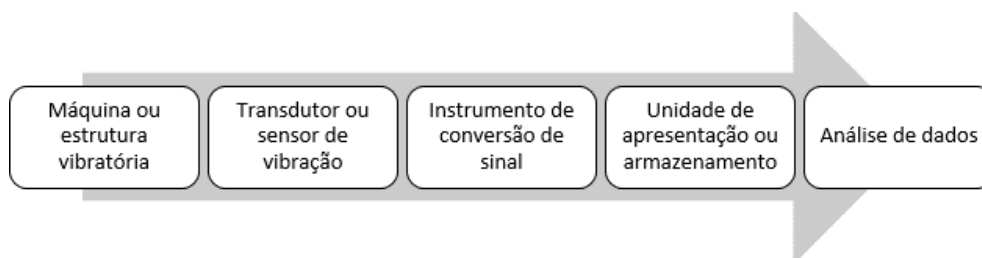 Máquina ou
estrutura
vibratória
Transdutor ou
sensor de
vibração
Instrumento de
conversão de
sinal
Unidade de
apresentação ou
armazenamento
Análise de dados